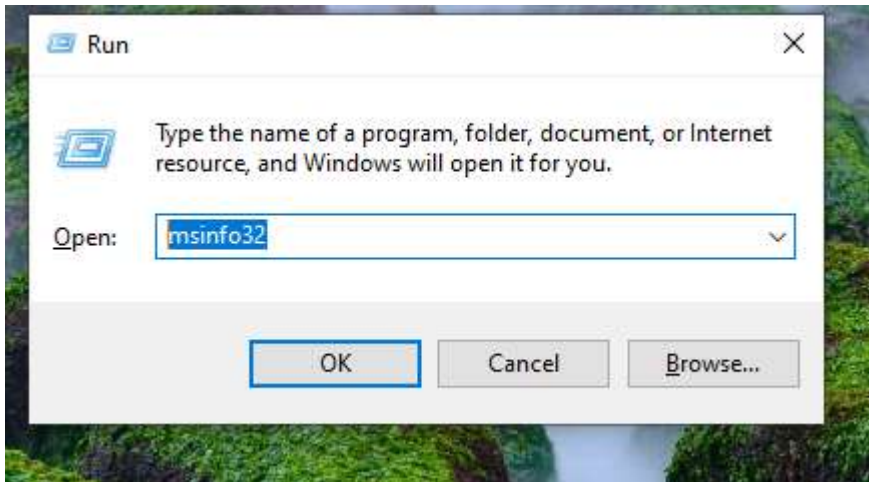 Run
Type the name of a program, folder, document, or Internet
resource, and Windows will open it for you.
Open: msinfo32
OK Cancel Browse...